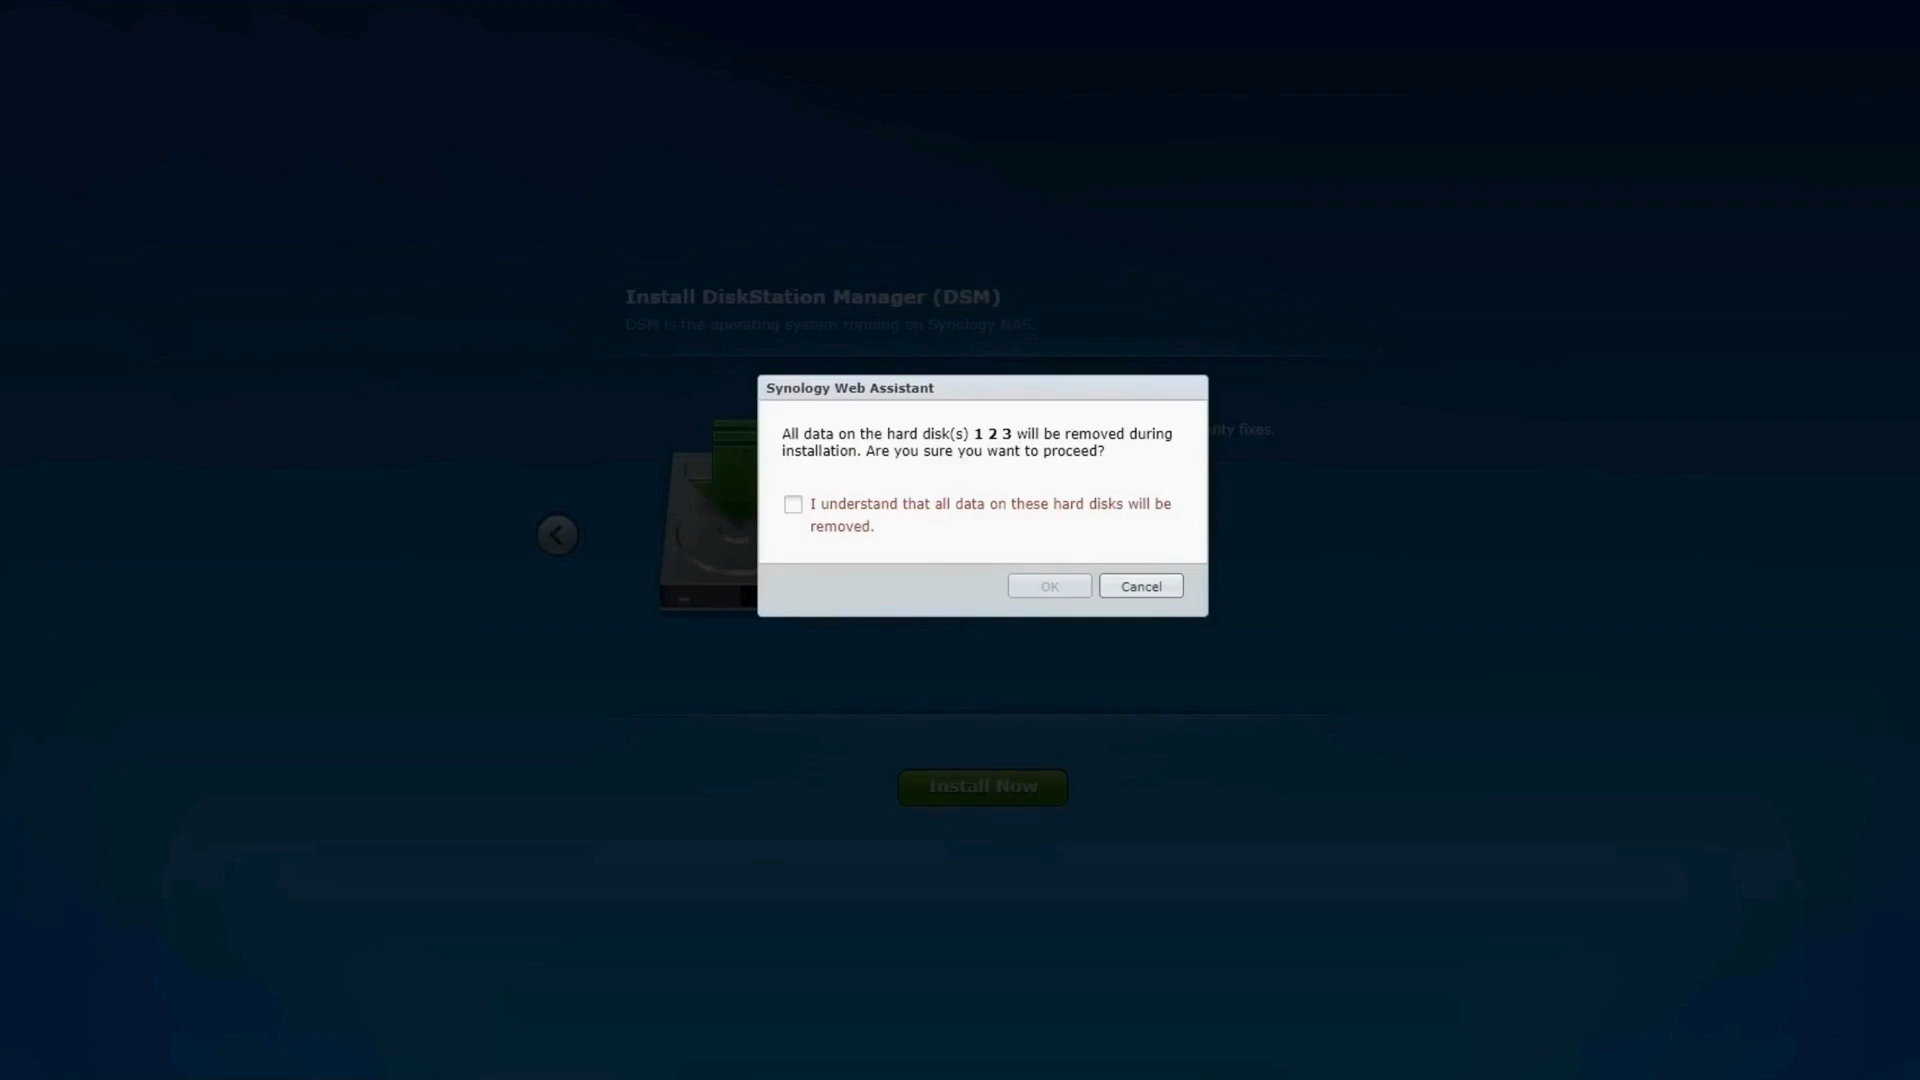 Install DiskStation Manager (DSM)
DSM is the operating system running on Synology NAS.
Synology Web Assistant
All data on the hard disk(s) 1 2 3 will be removed during
installation. Are you sure you want to proceed?
fixes.
I understand that all data on these hard disks will be
removed.
OK
Cancel
Install Now